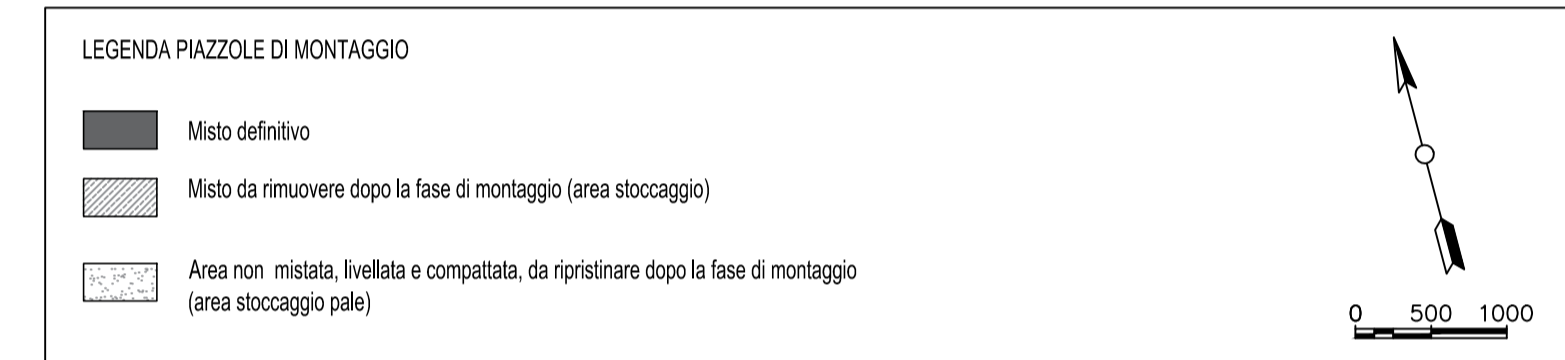 LEGENDA PIAZZOLE DI MONTAGGIO
Misto definitivo
Misto da rimuovere dopo la fase di montaggio (area stoccaggio)
Area non mistata, livellata e compattata, da ripristinare dopo la fase di montaggio
(area stoccaggio pale)
0 500 1000